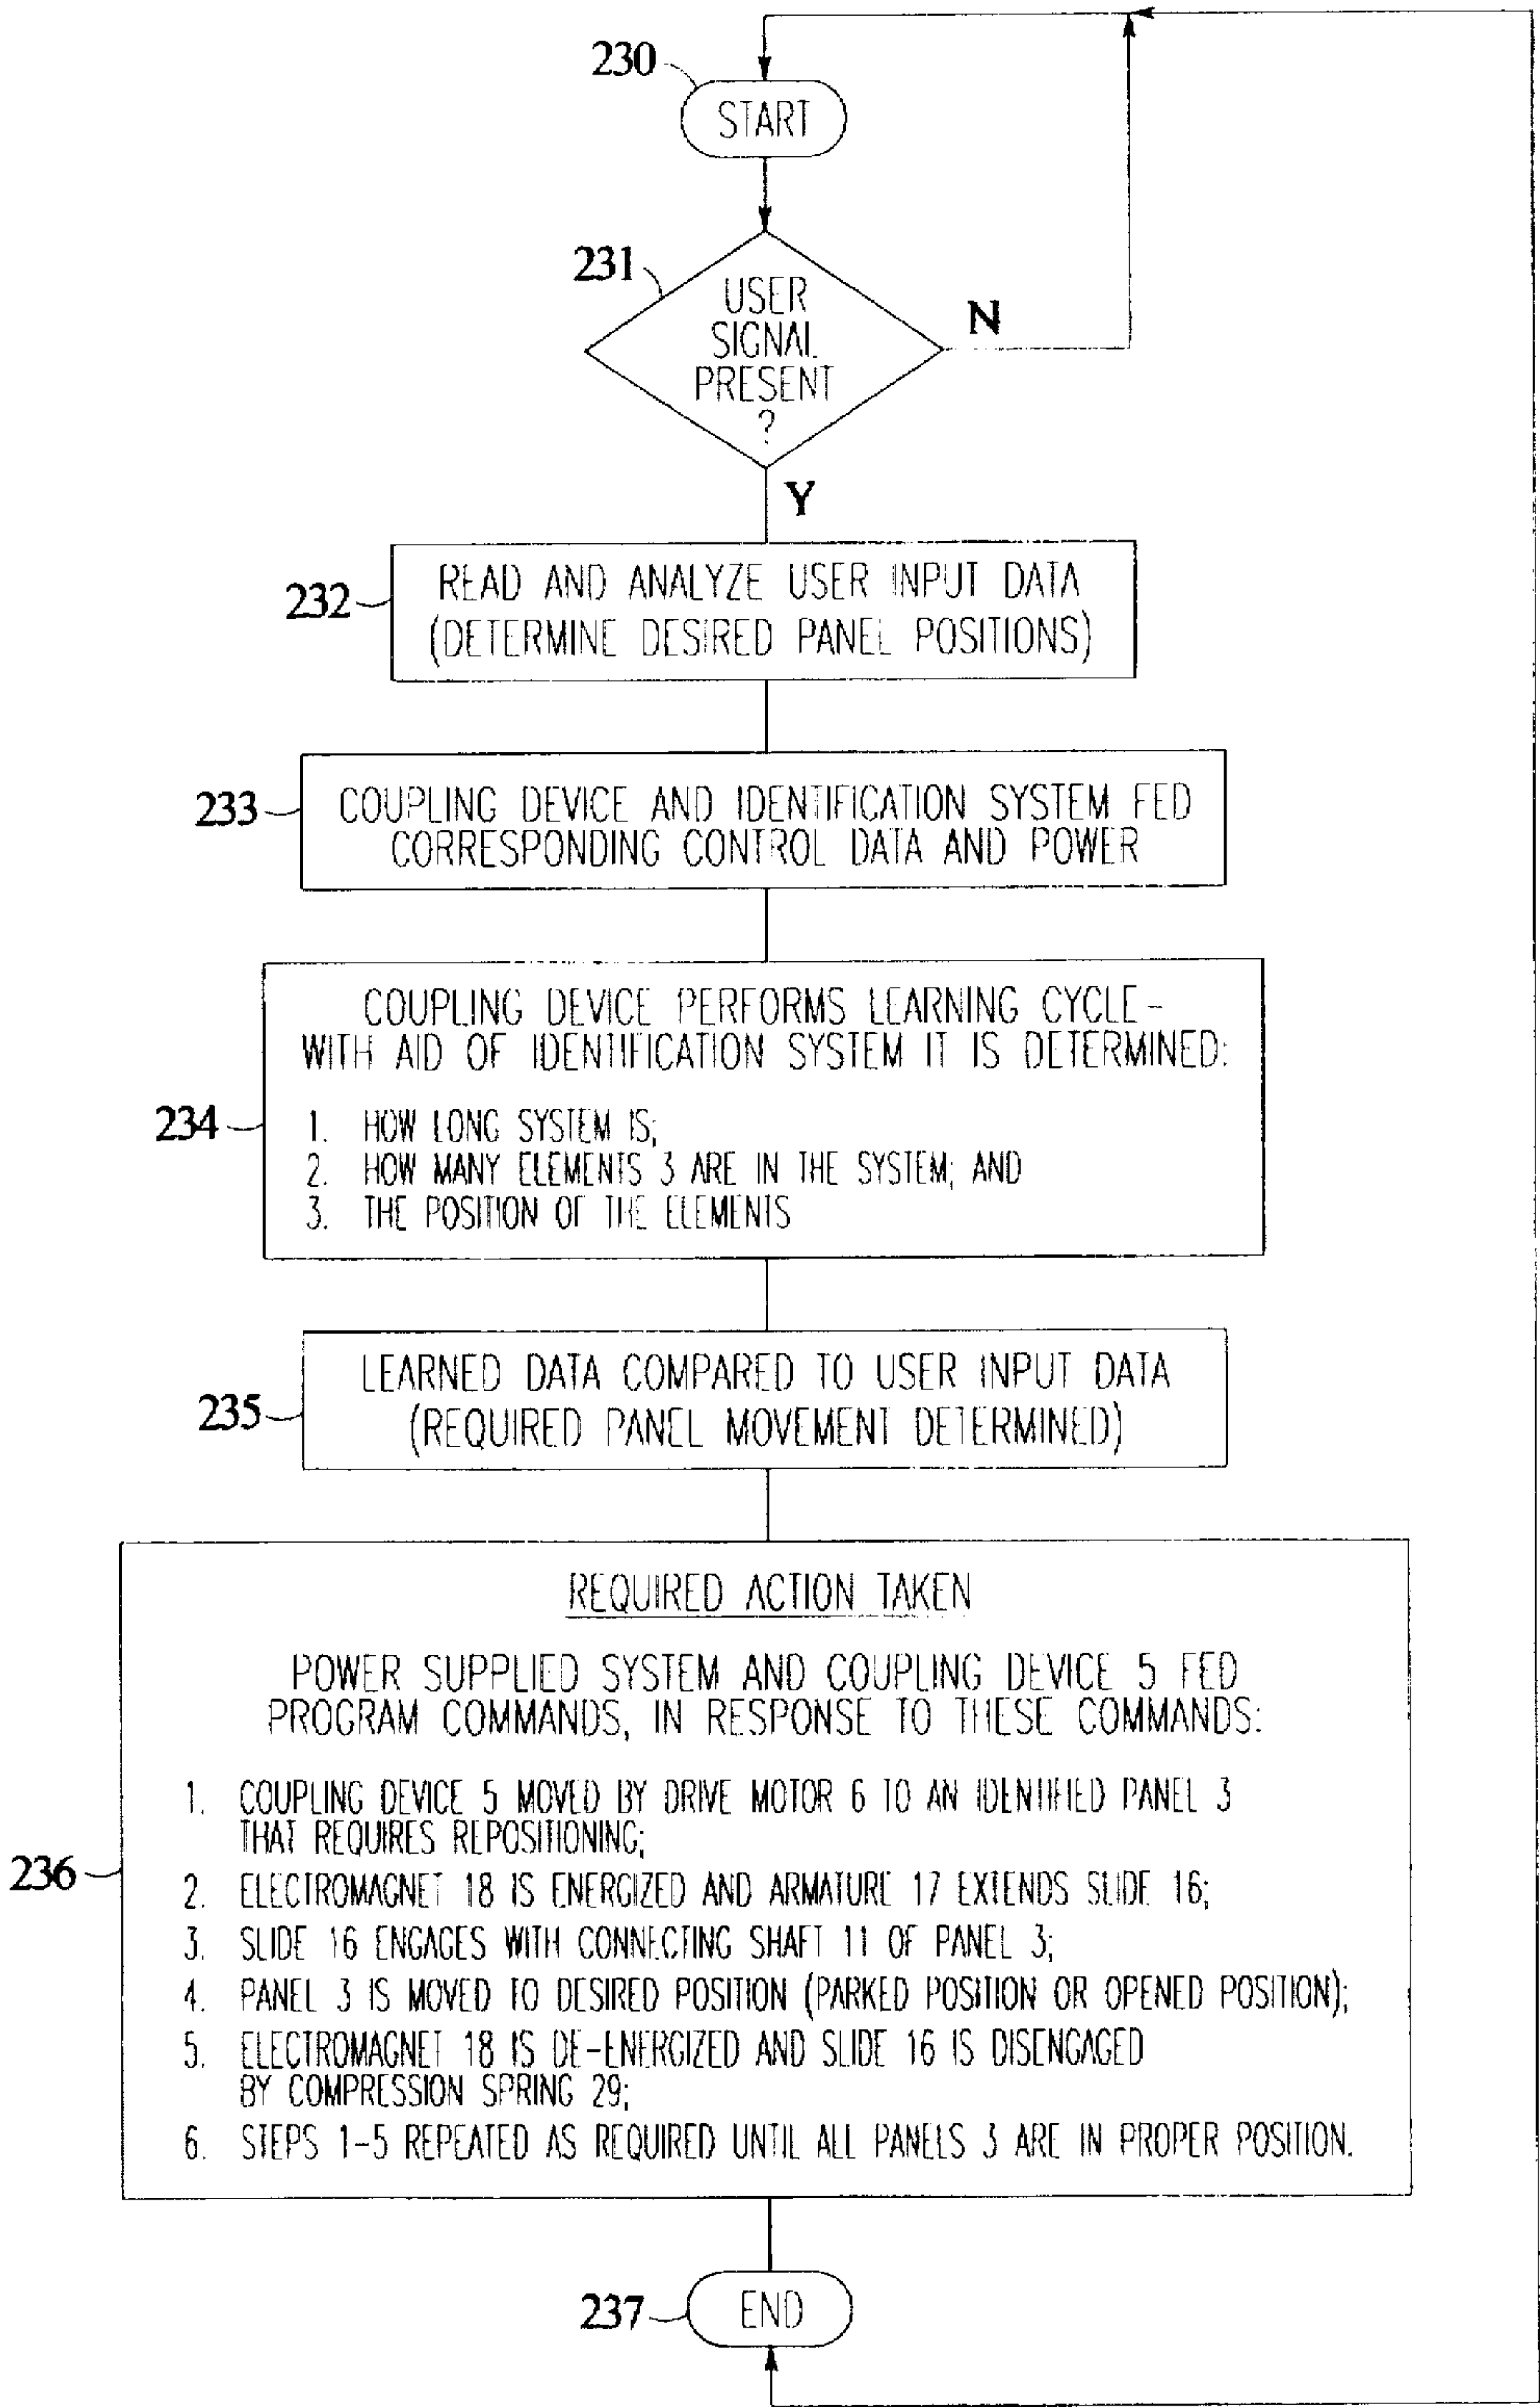 230
START
231
USER
SIGNAL
PRESENT
?
N
Y
232
READ AND ANALYZE USER INPUT DATA
(DETERMINE DESIRED PANEL POSITIONS)
233
COUPLING DEVICE AND IDENTIFICATION SYSTEM FED
CORRESPONDING CONTROL DATA AND POWER
234
COUPLING DEVICE PERFORMS LEARNING CYCLE-
WITH AID OF IDENTIFICATION SYSTEM IT IS DETERMINED:
1. HOW LONG SYSTEM IS;
2. HOW MANY ELEMENTS 3 ARE IN THE SYSTEM; AND
3. THE POSITION OF THE ELEMENTS
235
LEARNED DATA COMPARED TO USER INPUT DATA
(REQUIRED PANEL MOVEMENT DETERMINED)
236
REQUIRED ACTION TAKEN
POWER SUPPLIED SYSTEM AND COUPLING DEVICE 5 FED
PROGRAM COMMANDS, IN RESPONSE TO THESE COMMANDS:
1. COUPLING DEVICE 5 MOVED BY DRIVE MOTOR 6 TO AN IDENTIFIED PANEL 3
THAT REQUIRES REPOSITIONING;
2. ELECTROMAGNET 18 IS ENERGIZED AND ARMATURE 17 EXTENDS SLIDE 16;
3. SLIDE 16 ENGAGES WITH CONNECTING SHAFT 11 OF PANEL 3;
4. PANEL 3 IS MOVED TO DESIRED POSITION (PARKED POSITION OR OPENED POSITION);
5. ELECTROMAGNET 18 IS DE-ENERGIZED AND SLIDE 16 IS DISENGAGED
BY COMPRESSION SPRING 29;
6. STEPS 1-5 REPEATED AS REQUIRED UNTIL ALL PANELS 3 ARE IN PROPER POSITION.
237
END